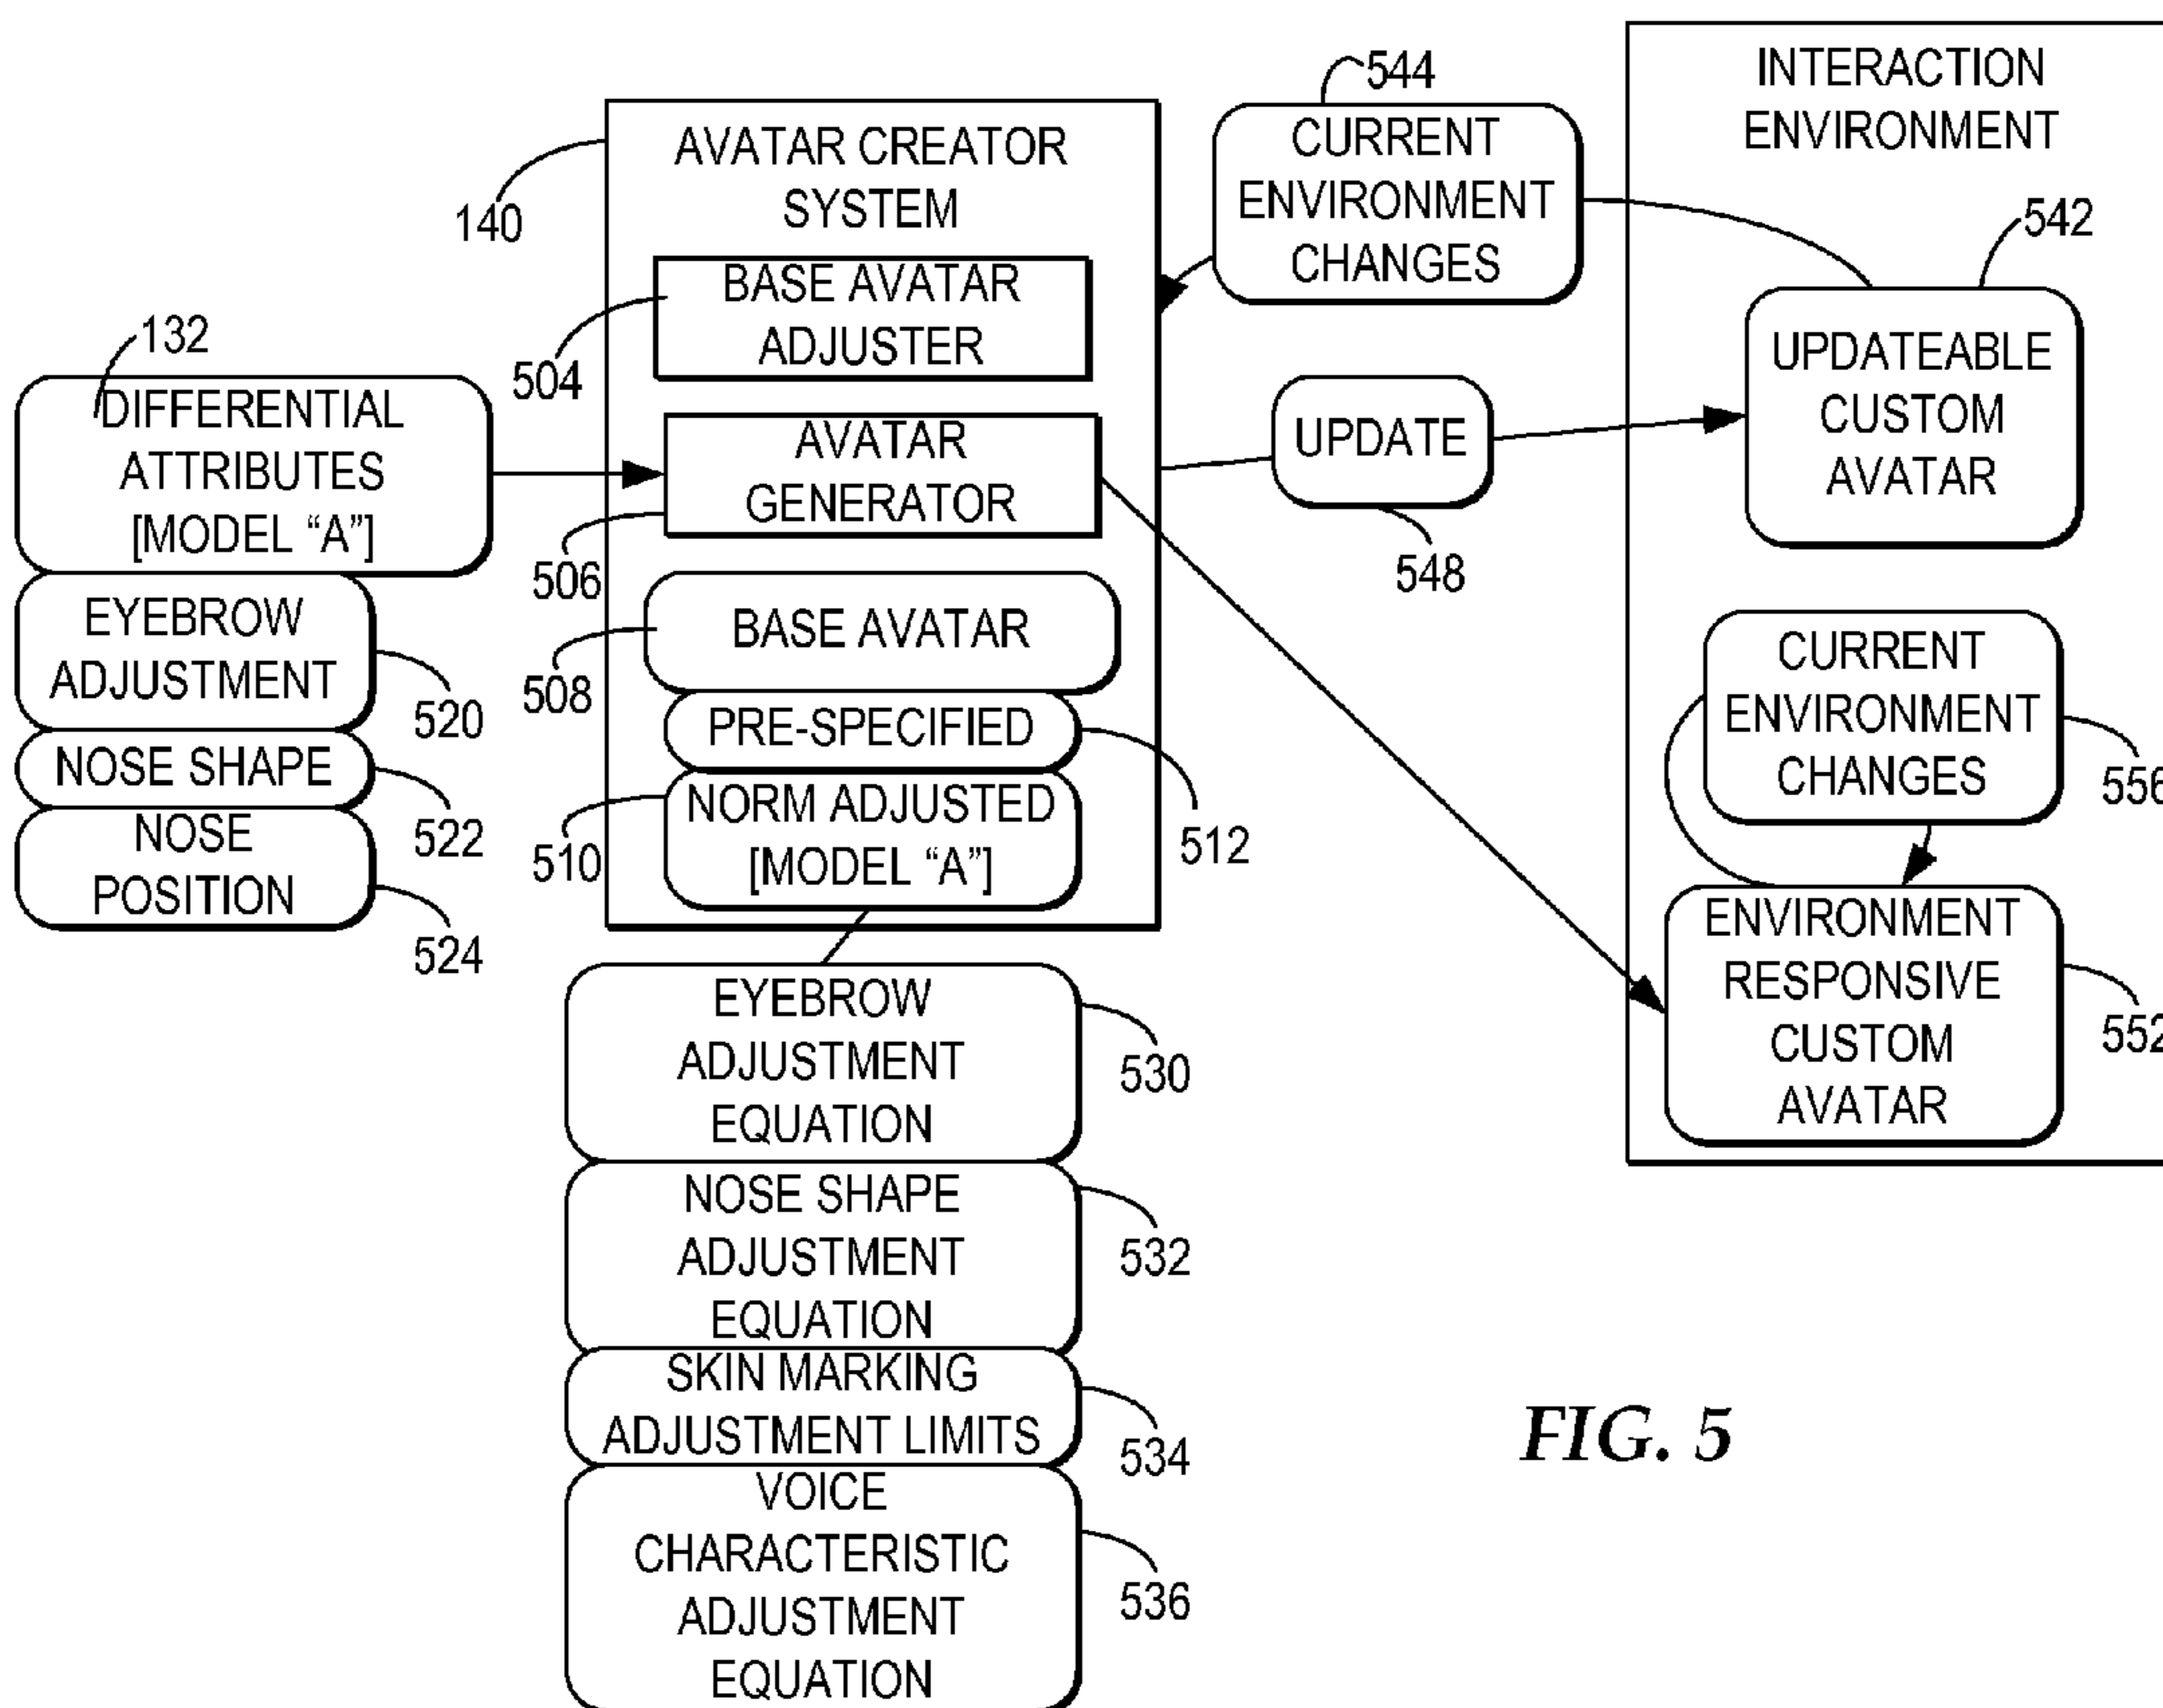 132
DIFFERENTIAL
ATTRIBUTES
[MODEL “A”]
EYEBROW
ADJUSTMENT
520
NOSE SHAPE
522
NOSE
POSITION
524
140
AVATAR CREATOR
SYSTEM
BASE AVATAR
ADJUSTER
504
AVATAR
GENERATOR
506
BASE AVATAR
508
PRE-SPECIFIED
512
NORM ADJUSTED
[MODEL “A”]
510
EYEBROW
ADJUSTMENT
EQUATION
530
NOSE SHAPE
ADJUSTMENT
EQUATION
532
SKIN MARKING
ADJUSTMENT LIMITS
534
VOICE
CHARACTERISTIC
ADJUSTMENT
EQUATION
536
544
CURRENT
ENVIRONMENT
CHANGES
UPDATE
548
INTERACTION
ENVIRONMENT
542
UPDATEABLE
CUSTOM
AVATAR
CURRENT
ENVIRONMENT
CHANGES
556
ENVIRONMENT
RESPONSIVE
CUSTOM
AVATAR
552
FIG. 5